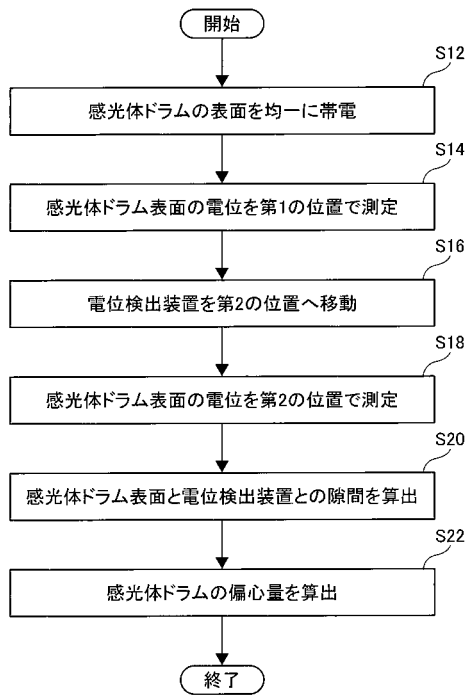 開始
S12
感光体ドラムの表面を均一に帯電
S14
感光体ドラム表面の電位を第1の位置で測定
S16
電位検出装置を第2の位置へ移動
S18
感光体ドラム表面の電位を第2の位置で測定
S20
感光体ドラム表面と電位検出装置との隙間を算出
S22
感光体ドラムの偏心量を算出
終了